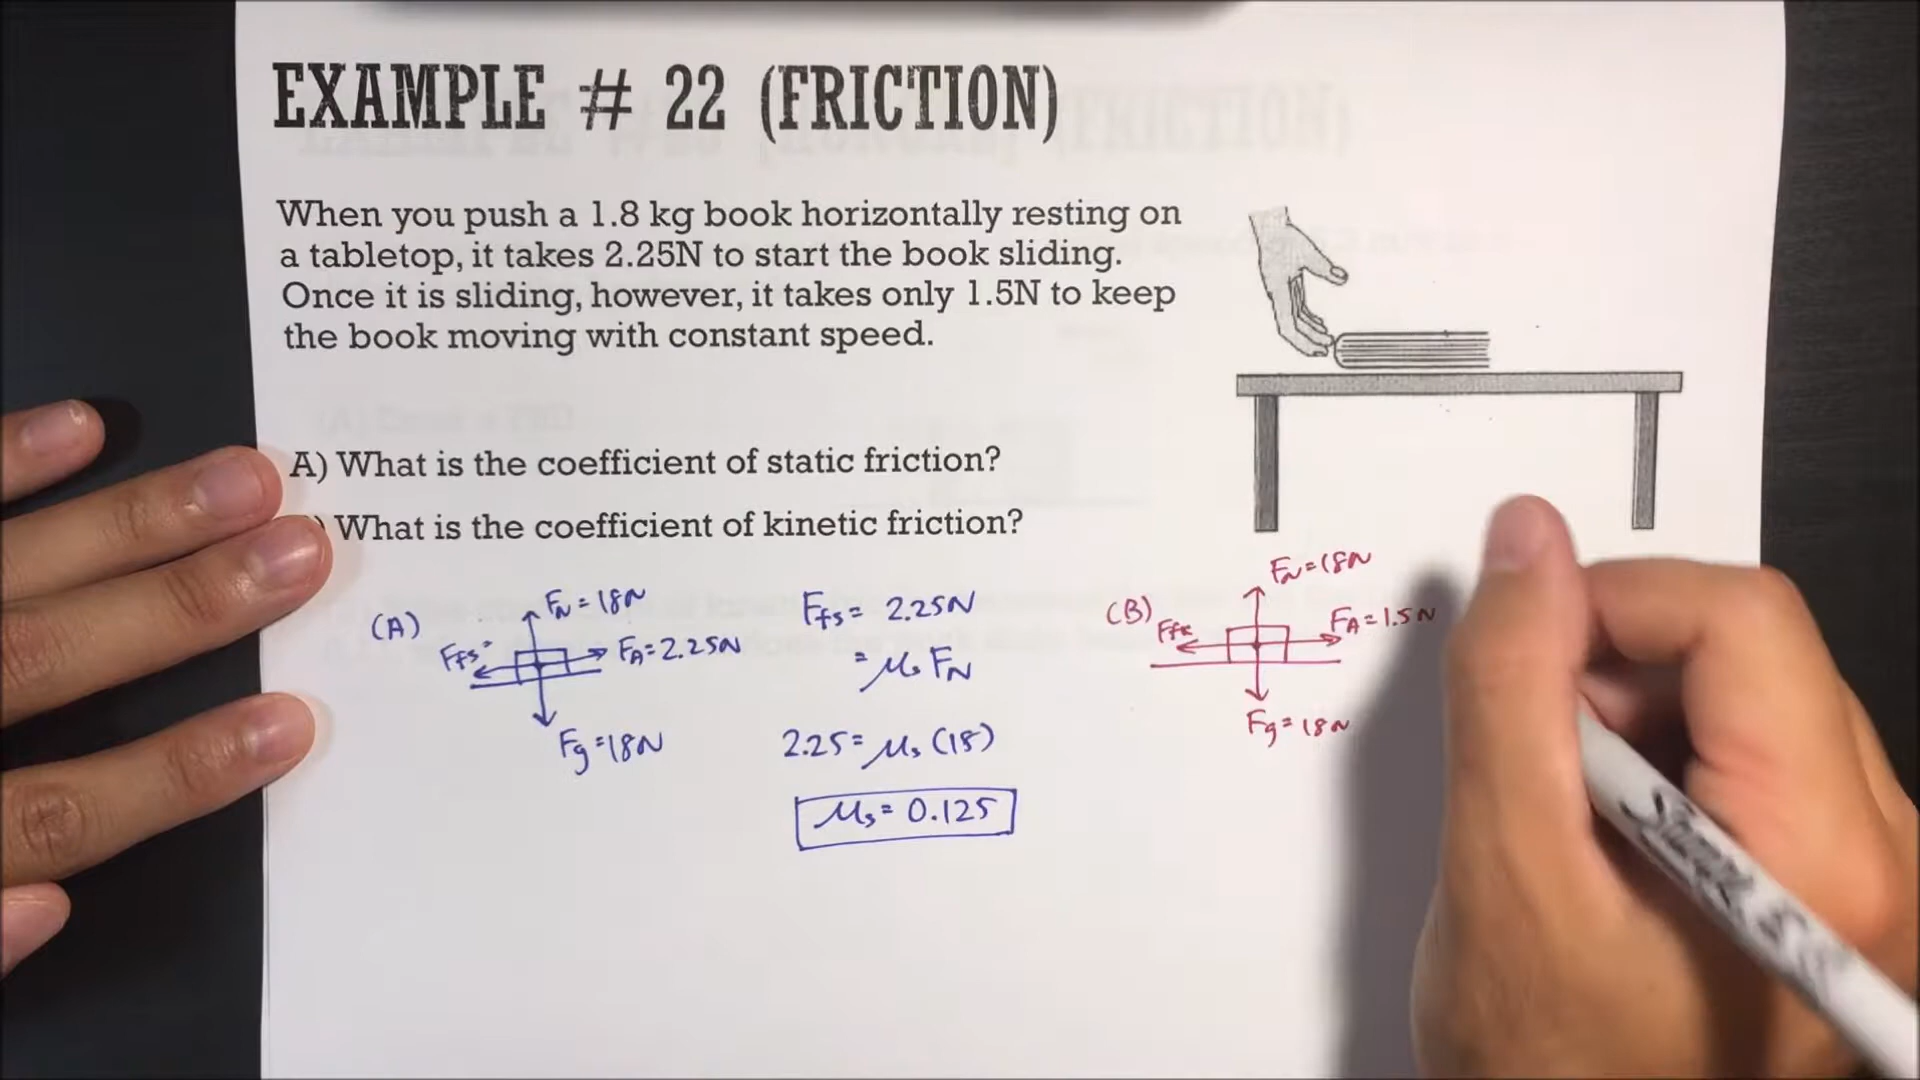 EXAMPLE # 22 (FRICTION)
When you push a 1.8 kg book horizontally resting on
a tabletop, it takes 2.25N to start the book sliding.
Once it is sliding, however, it takes only 1.5N to keep
the book moving with constant speed.
A) What is the coefficient of static friction?
) What is the coefficient of kinetic friction?
(A)
FN = 18N
Ffs
FA = 2.25N
Fg = 18N
Ffs = 2.25N
= μs FN
2.25 = μs (18)
μs = 0.125
(B)
FN = 18N
Ffk
FA = 1.5N
Fg = 18N